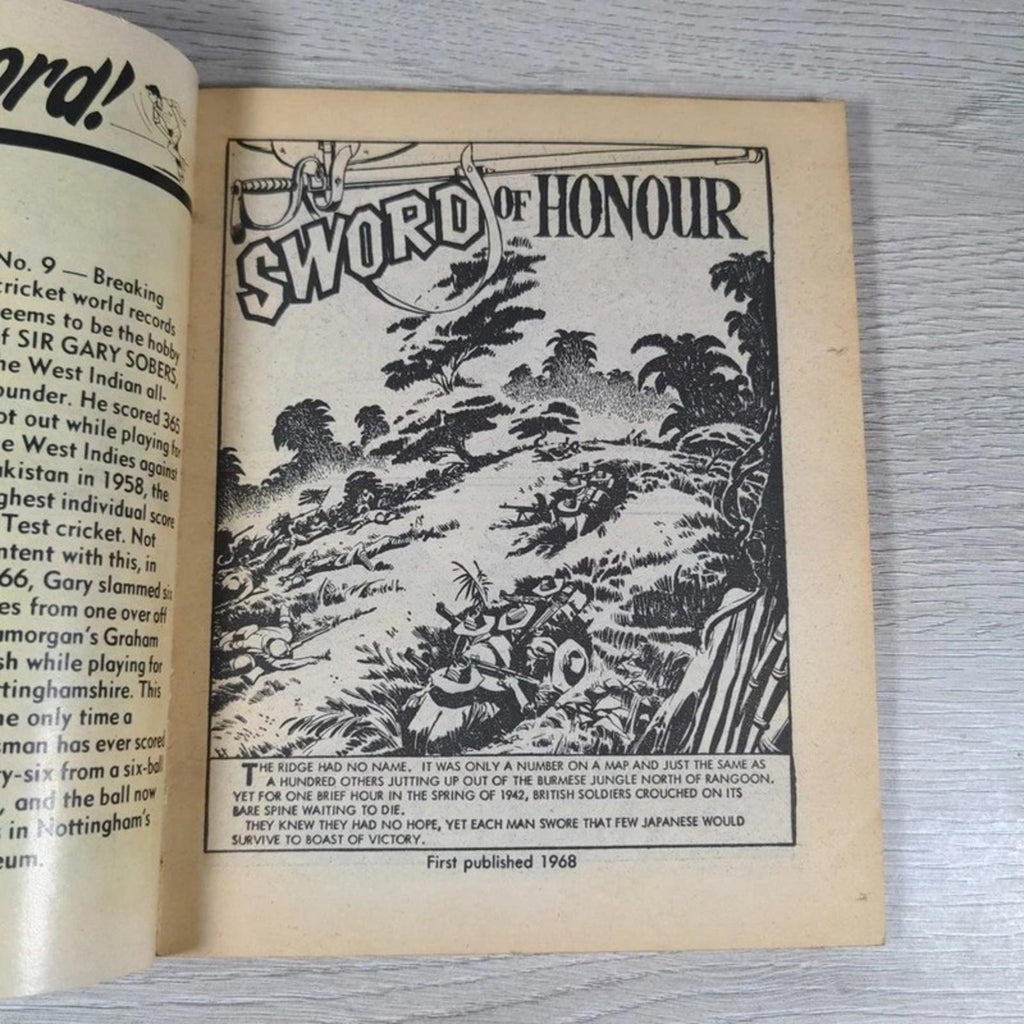 ord!
No. 9 — Breaking
cricket world records
eems to be the hobby
f SIR GARY SOBERS,
he West Indian all-
ounder. He scored 365
ot out while playing for
e West Indies against
akistan in 1958, the
ghest individual score
Test cricket. Not
ntent with this, in
66, Gary slammed six
es from one over off
amorgan's Graham
sh while playing for
ttinghamshire. This
he only time a
sman has ever scored
ty-six from a six-ball
, and the ball now
s in Nottingham's
eum.
SWORD OF HONOUR
THE RIDGE HAD NO NAME. IT WAS ONLY A NUMBER ON A MAP AND JUST THE SAME AS
A HUNDRED OTHERS JUTTING UP OUT OF THE BURMESE JUNGLE NORTH OF RANGOON.
YET FOR ONE BRIEF HOUR IN THE SPRING OF 1942, BRITISH SOLDIERS CROUCHED ON ITS
BARE SPINE WAITING TO DIE.
THEY KNEW THEY HAD NO HOPE, YET EACH MAN SWORE THAT FEW JAPANESE WOULD
SURVIVE TO BOAST OF VICTORY.
First published 1968